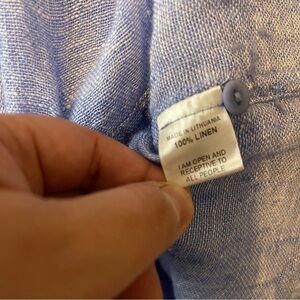 MADE IN LITHUANIA
100% LINEN
I AM OPEN AND
RECEPTIVE TO
ALL PEOPLE